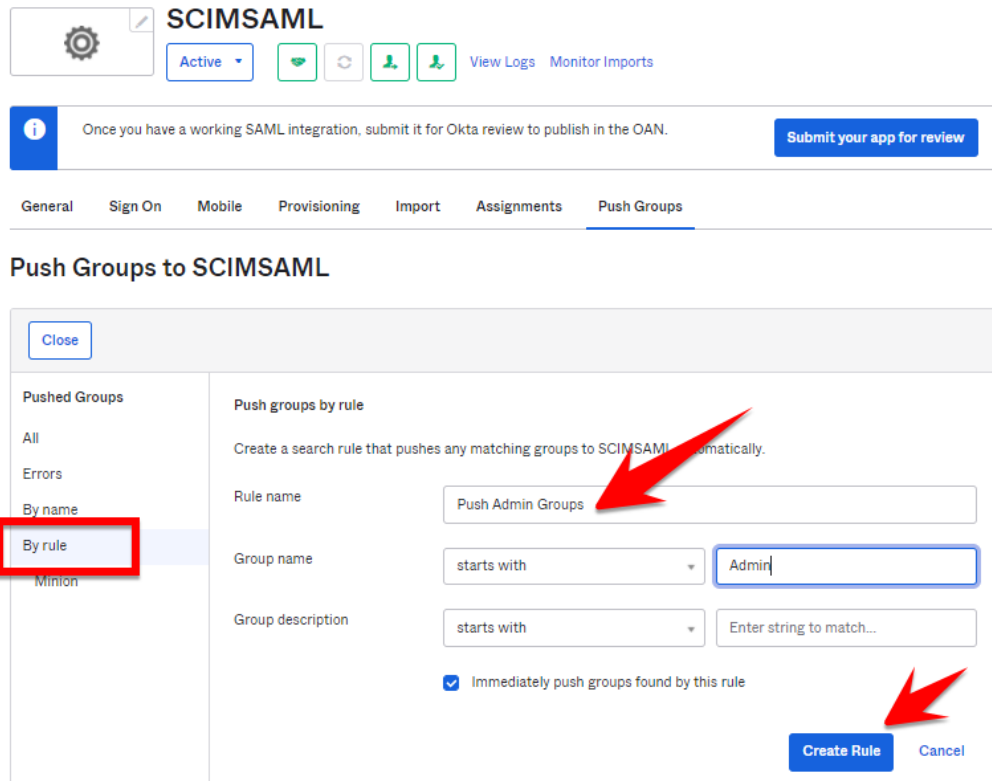 SCIMSAML
Active
View Logs Monitor Imports
Once you have a working SAML integration, submit it for Okta review to publish in the OAN.
Submit your app for review
General Sign On Mobile Provisioning Import Assignments Push Groups
Push Groups to SCIMSAML
Close
Pushed Groups
All
Errors
By name
By rule
Minion
Push groups by rule
Create a search rule that pushes any matching groups to SCIMSAML automatically.
Rule name
Push Admin Groups
Group name
starts with
Admin
Group description
starts with
Enter string to match...
Immediately push groups found by this rule
Create Rule
Cancel